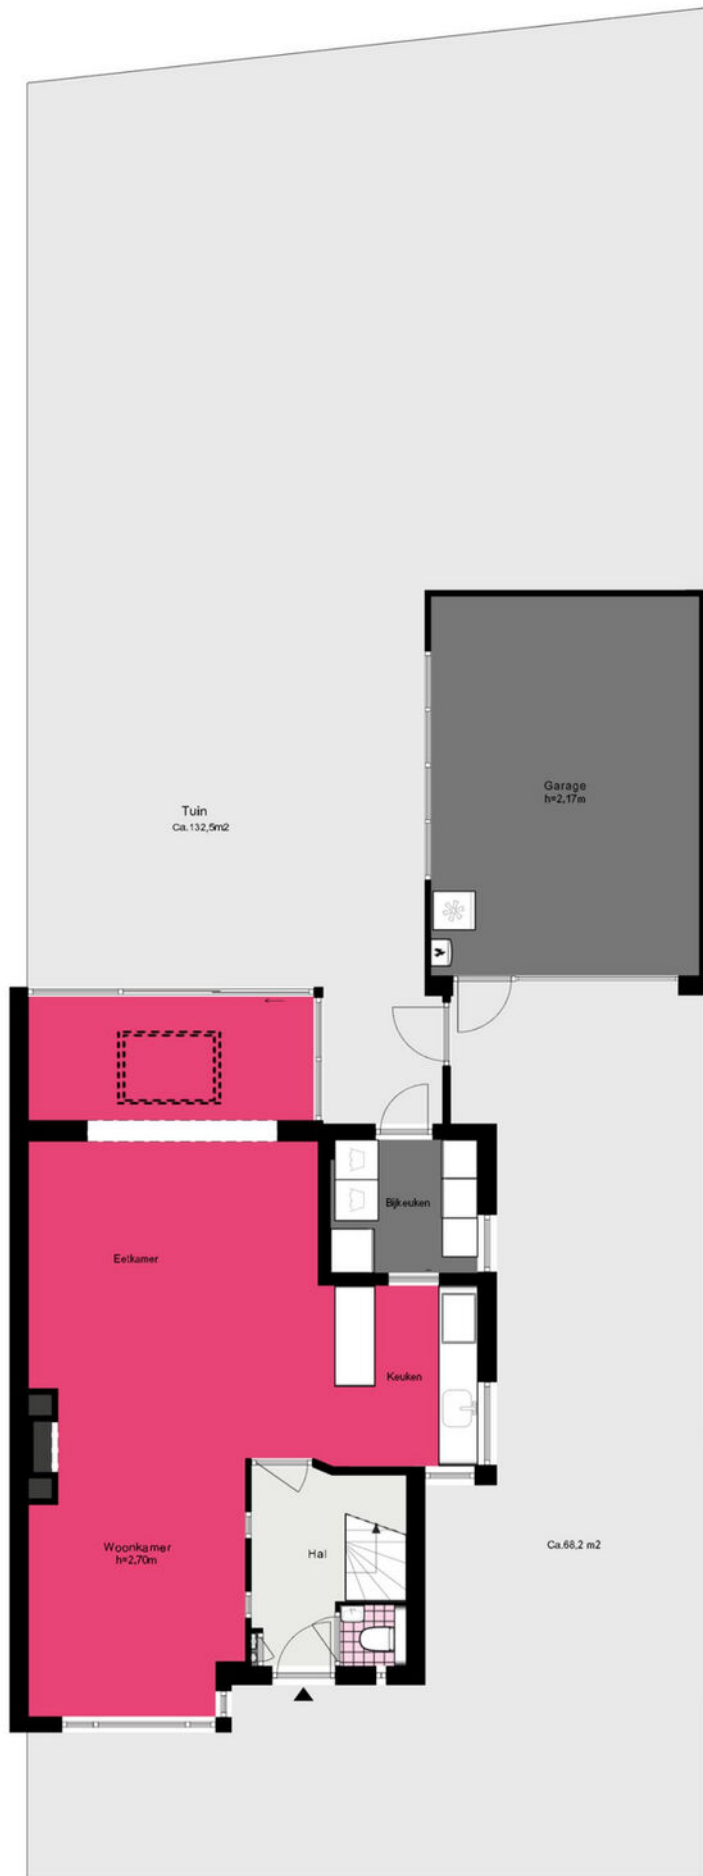 Garage
h=2,17m
Tuin
Ca.132,5m2
Bijkeuken
Eetkamer
Keuken
Woonkamer
h=2,70m
Hal
Ca.68,2 m2